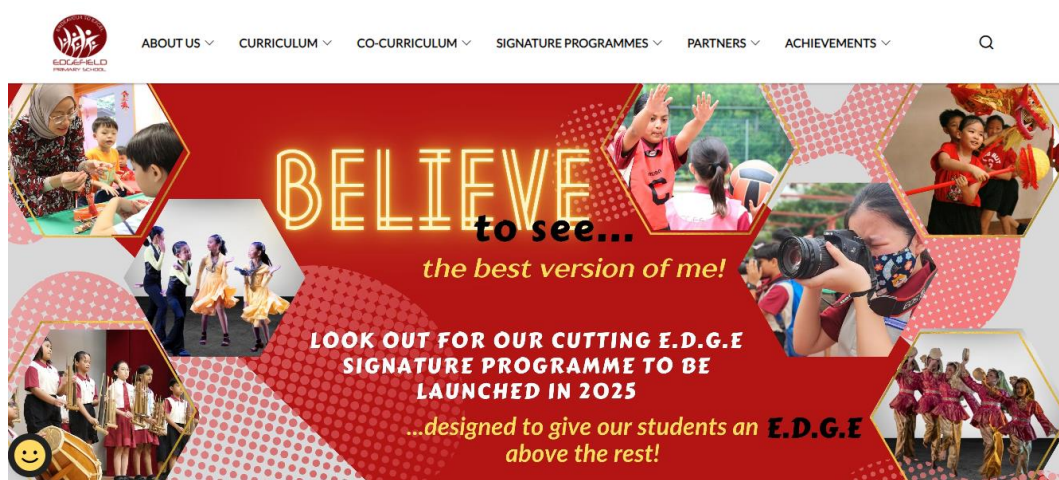 EDGEFIELD
PRIMARY SCHOOL
ABOUT US
CURRICULUM
CO-CURRICULUM
SIGNATURE PROGRAMMES
PARTNERS
ACHIEVEMENTS
BELIEVE
to see...
the best version of me!
LOOK OUT FOR OUR CUTTING E.D.G.E
SIGNATURE PROGRAMME TO BE
LAUNCHED IN 2025
...designed to give our students an E.D.G.E
above the rest!